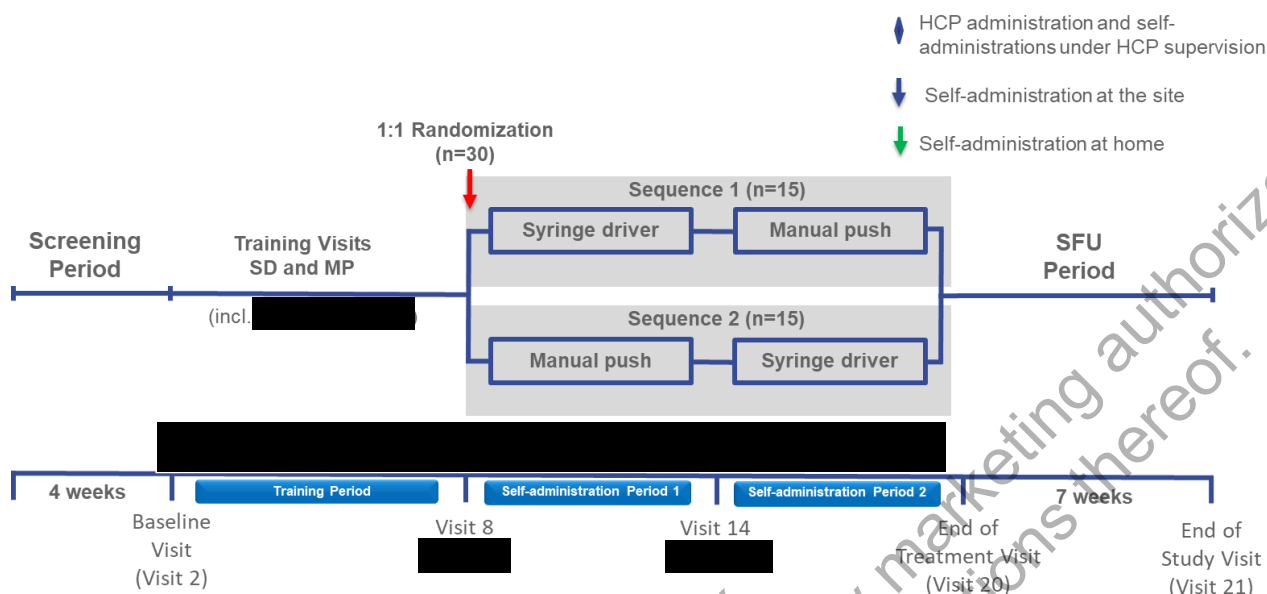 HCP administration and self-
administrations under HCP supervision
Self-administration at the site
Self-administration at home
1:1 Randomization
(n=30)
Sequence 1 (n=15)
Syringe driver
Manual push
Screening
Period
Training Visits
SD and MP
(incl.
SFU
Period
Sequence 2 (n=15)
Manual push
Syringe driver
4 weeks
Training Period
Self-administration Period 1
Self-administration Period 2
7 weeks
Baseline
Visit
(Visit 2)
Visit 8
Visit 14
End of
Treatment Visit
(Visit 20)
End of
Study Visit
(Visit 21)
marketing authoriz
ions thereof.